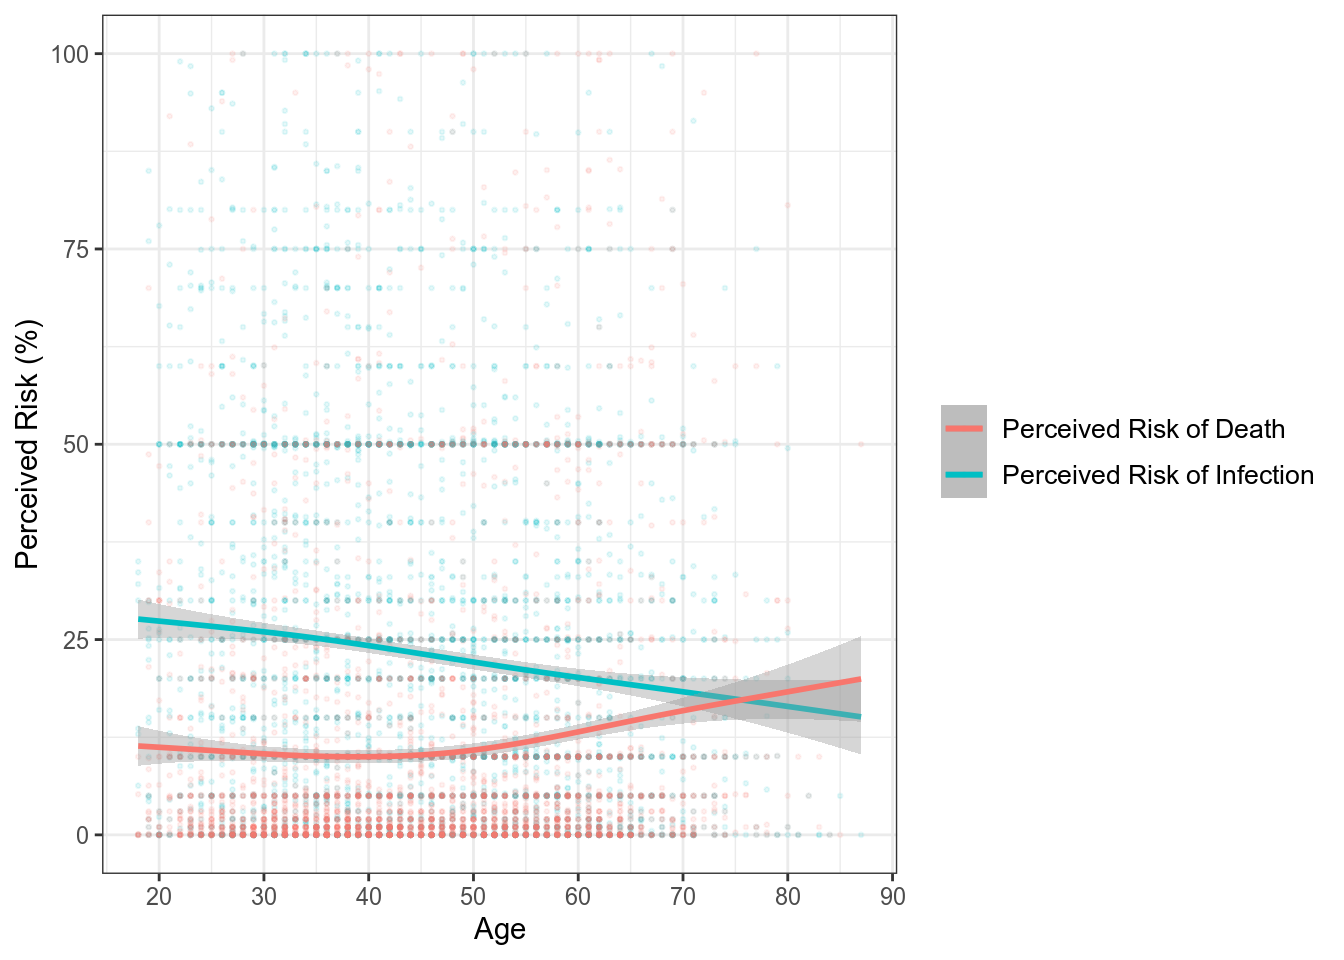 100
75
50
25
0
Perceived Risk (%)
20 30 40 50 60 70 80 90
Age
Perceived Risk of Death
Perceived Risk of Infection